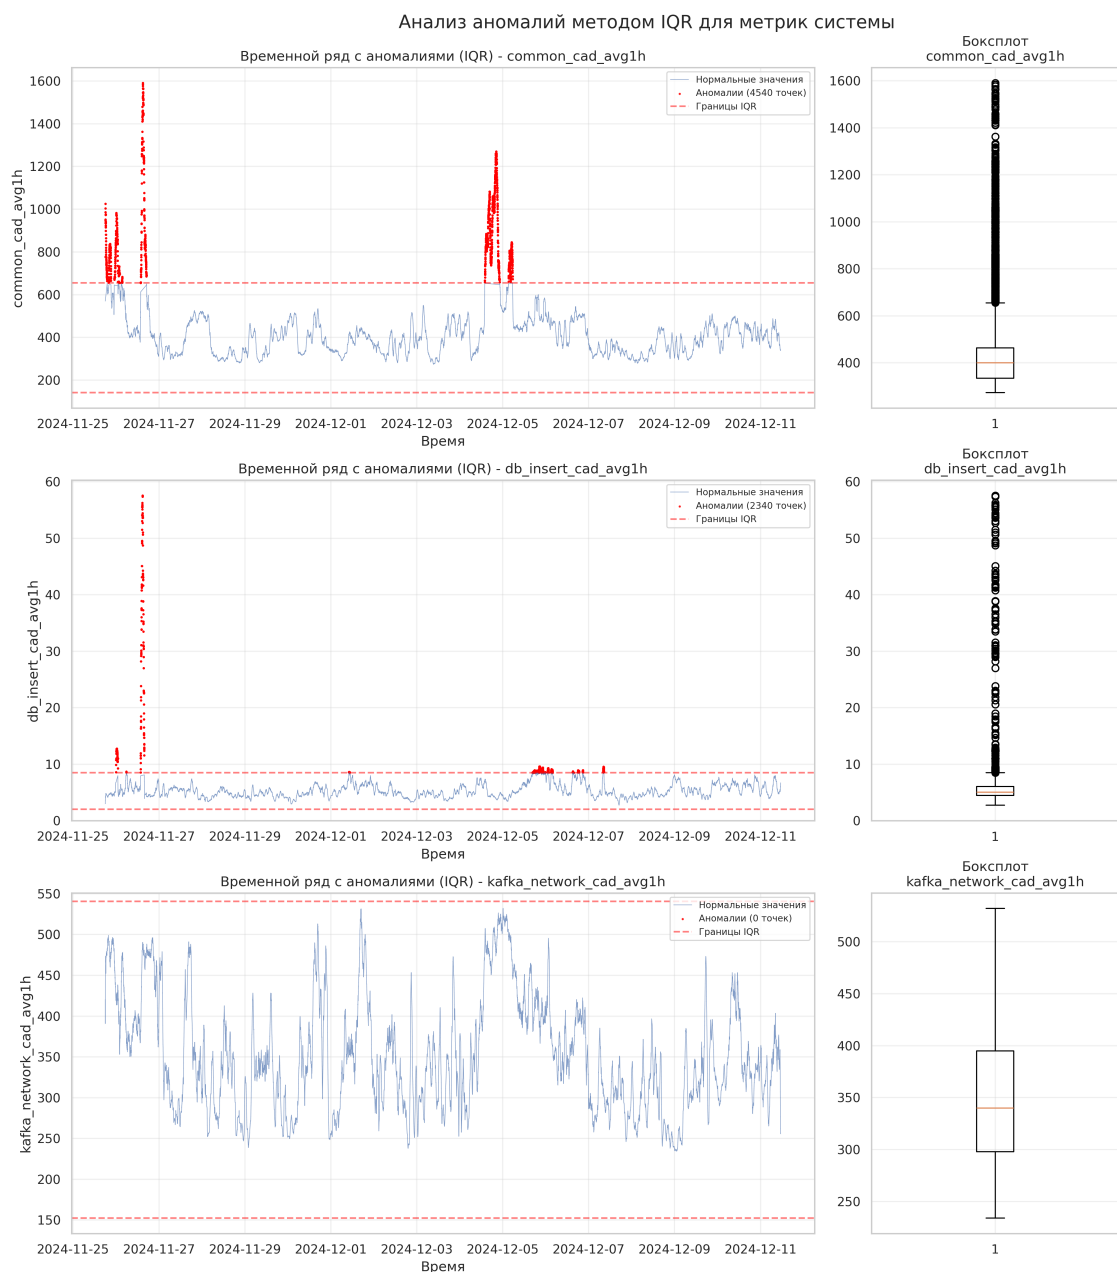 Анализ аномалий методом IQR для метрик системы
Временной ряд с аномалиями (IQR) - common_cad_avg1h
common_cad_avg1h
1600
1400
1200
1000
800
600
400
200
Нормальные значения
Аномалии (4540 точек)
Границы IQR
2024-11-25 2024-11-27 2024-11-29 2024-12-01 2024-12-03 2024-12-05 2024-12-07 2024-12-09 2024-12-11
Время
Боксплот
common_cad_avg1h
1600
1400
1200
1000
800
600
400
1
Временной ряд с аномалиями (IQR) - db_insert_cad_avg1h
db_insert_cad_avg1h
60
50
40
30
20
10
0
Нормальные значения
Аномалии (2340 точек)
Границы IQR
2024-11-25 2024-11-27 2024-11-29 2024-12-01 2024-12-03 2024-12-05 2024-12-07 2024-12-09 2024-12-11
Время
Боксплот
db_insert_cad_avg1h
60
50
40
30
20
10
0
1
Временной ряд с аномалиями (IQR) - kafka_network_cad_avg1h
kafka_network_cad_avg1h
550
500
450
400
350
300
250
200
150
Нормальные значения
Аномалии (0 точек)
Границы IQR
2024-11-25 2024-11-27 2024-11-29 2024-12-01 2024-12-03 2024-12-05 2024-12-07 2024-12-09 2024-12-11
Время
Боксплот
kafka_network_cad_avg1h
500
450
400
350
300
250
1